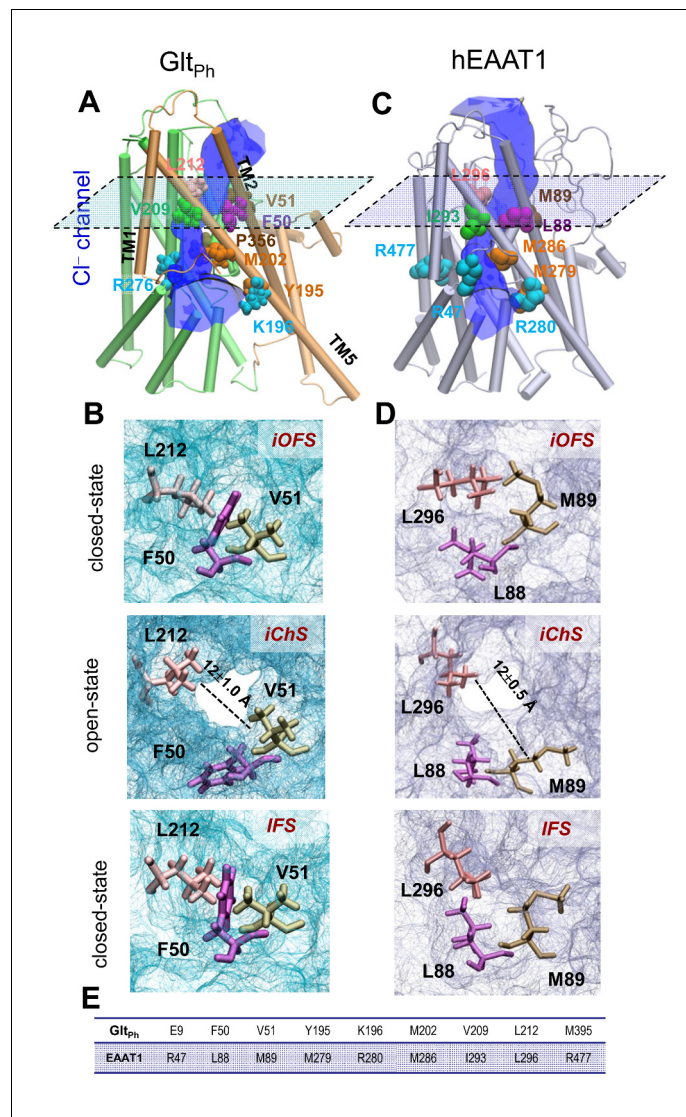 Glt_Ph
hEAAT1
A
C
L212
TM2
V51
V209
F50
Cl⁻ channel
TM1
P356
M202
R276
Y195
K196
TM5
L296
M89
I293
L88
R477
M286
M279
R47
R280
B
D
closed-state
iOFS
L212
V51
F50
iOFS
L296
M89
L88
open-state
iChS
L212
12±1.0 Å
V51
F50
iChS
L296
12±0.5 Å
L88
M89
closed-state
IFS
L212
V51
F50
IFS
L296
L88
M89
E
Glt_Ph E9 F50 V51 Y195 K196 M202 V209 L212 M395
EAAT1 R47 L88 M89 M279 R280 M286 I293 L296 R477